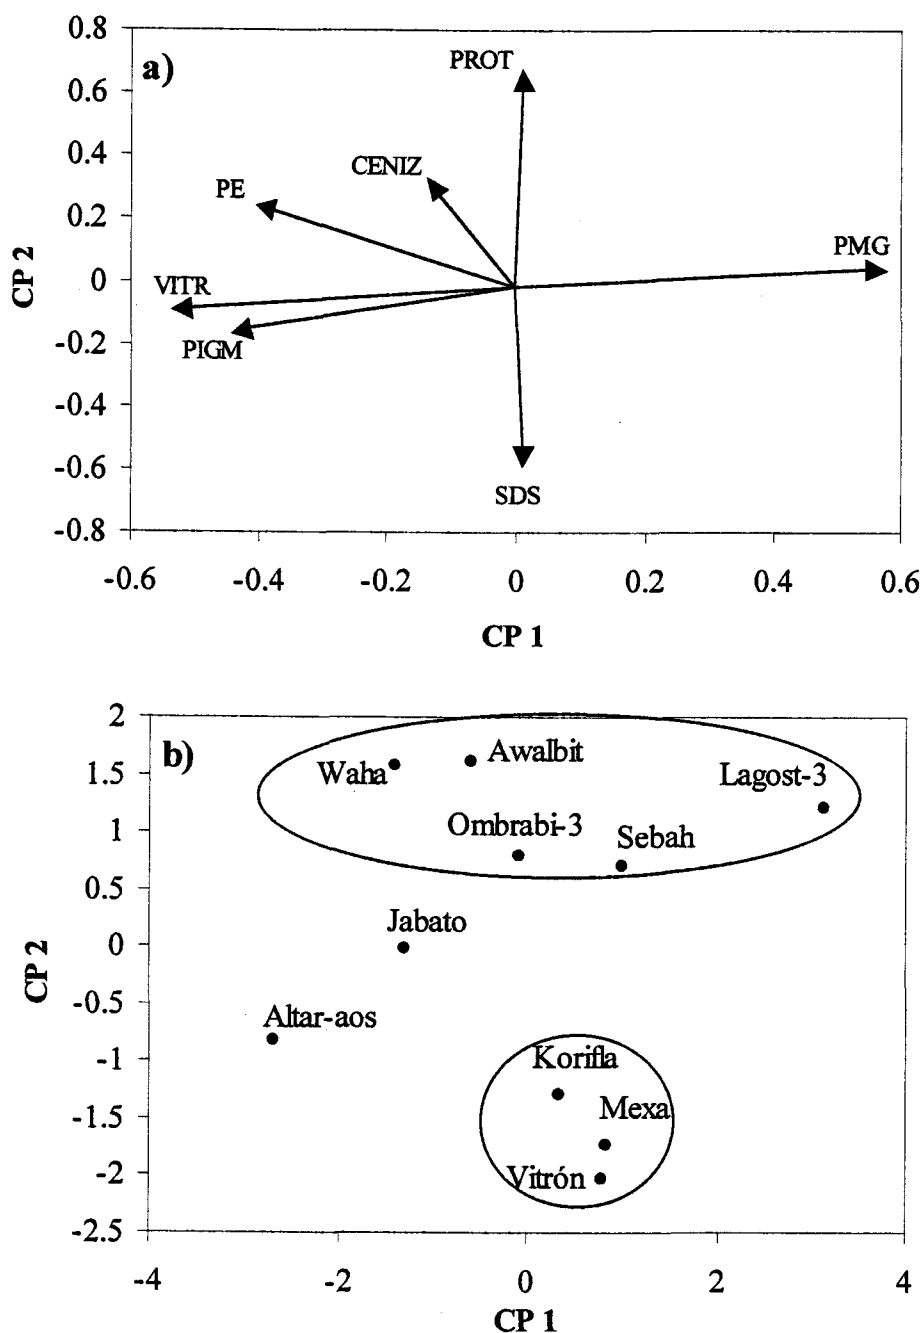 a)
0.8
0.6
0.4
0.2
0
-0.2
-0.4
-0.6
-0.8
CP 2
PROT
CENIZ
PE
PMG
VITR
PIGM
SDS
-0.6 -0.4 -0.2 0 0.2 0.4 0.6
CP 1
b)
2
1.5
1
0.5
0
-0.5
-1
-1.5
-2
-2.5
CP 2
Waha
Awalbit
Lagost-3
Ombrabi-3
Sebah
Jabato
Altar-aos
Korifla
Mexa
Vitrón
-4 -2 0 2 4
CP 1